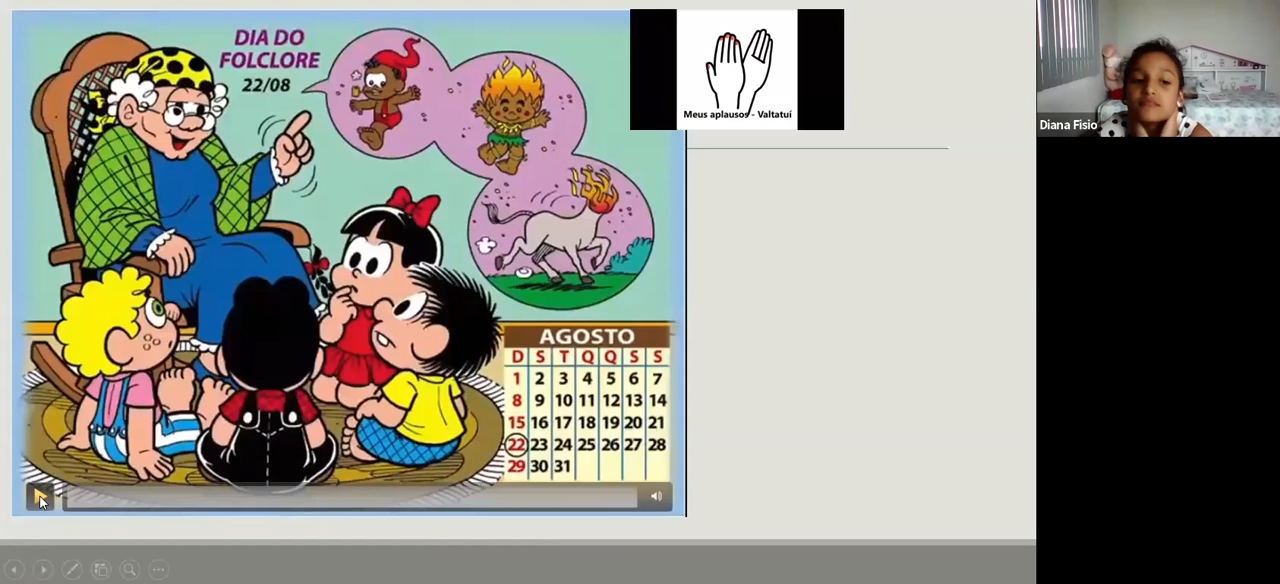 DIA DO
FOLCLORE
22/08
Meus aplausos - Valtatuí
Diana Fisio
AGOSTO
D S T Q Q S S
1 2 3 4 5 6 7
8 9 10 11 12 13 14
15 16 17 18 19 20 21
22 23 24 25 26 27 28
29 30 31